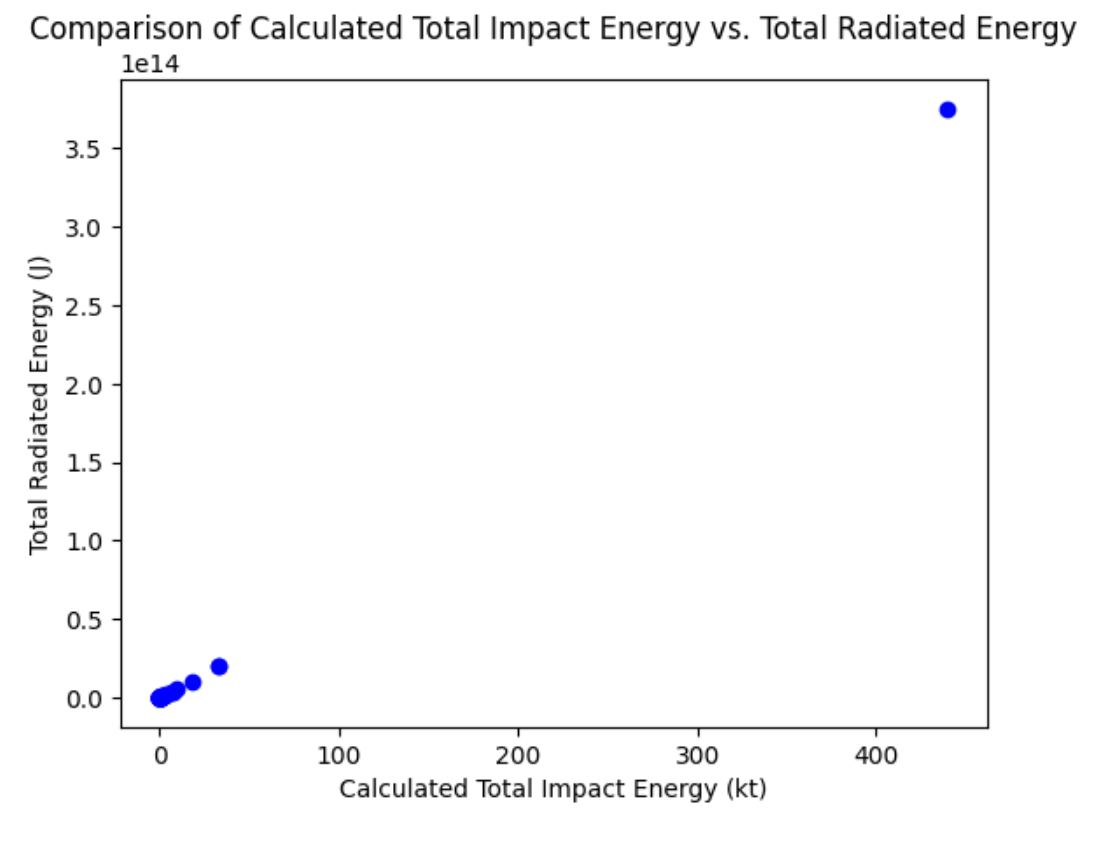 Comparison of Calculated Total Impact Energy vs. Total Radiated Energy
1e14
3.5
3.0
2.5
2.0
1.5
1.0
0.5
0.0
Total Radiated Energy (J)
0 100 200 300 400
Calculated Total Impact Energy (kt)